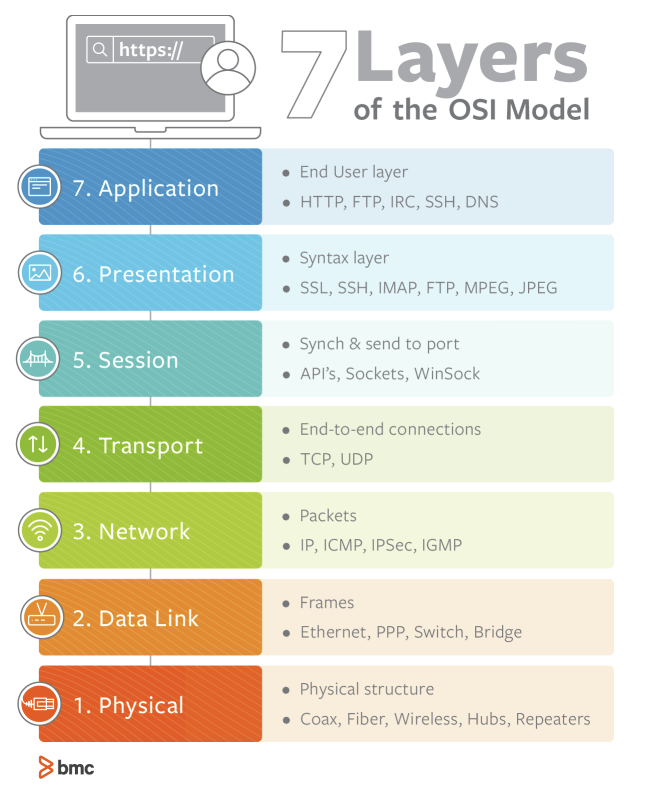 https://
7 Layers
of the OSI Model
7. Application
● End User layer
● HTTP, FTP, IRC, SSH, DNS
6. Presentation
● Syntax layer
● SSL, SSH, IMAP, FTP, MPEG, JPEG
5. Session
● Synch & send to port
● API's, Sockets, WinSock
4. Transport
● End-to-end connections
● TCP, UDP
3. Network
● Packets
● IP, ICMP, IPSec, IGMP
2. Data Link
● Frames
● Ethernet, PPP, Switch, Bridge
1. Physical
● Physical structure
● Coax, Fiber, Wireless, Hubs, Repeaters
bmc